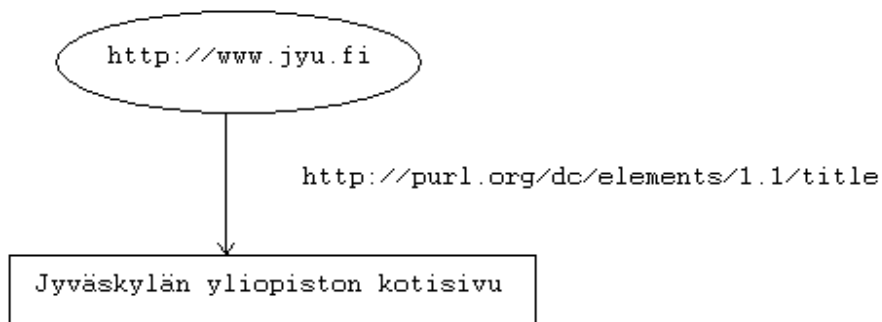 http://www.jyu.fi
http://purl.org/dc/elements/1.1/title
Jyväskylän yliopiston kotisivu